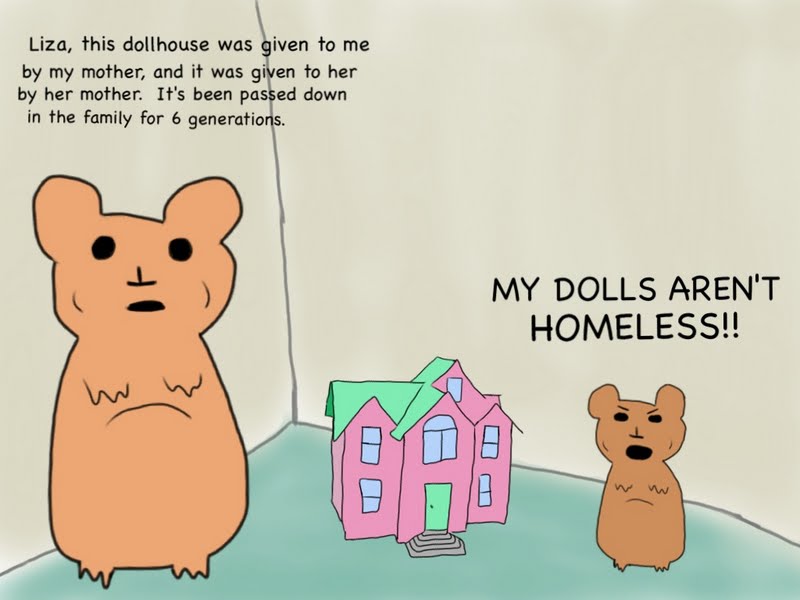 Liza, this dollhouse was given to me
by my mother, and it was given to her
by her mother. It's been passed down
in the family for 6 generations.
MY DOLLS AREN'T
HOMELESS!!